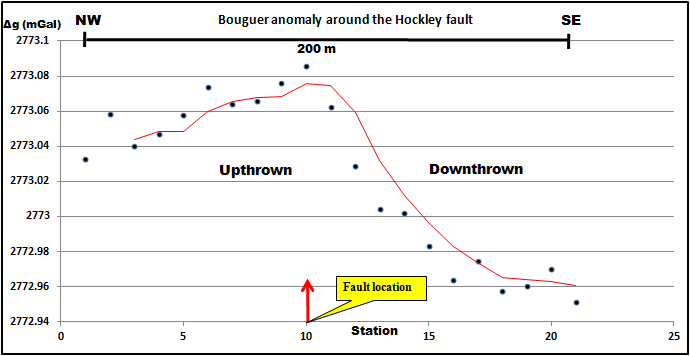 Δg (mGal)
NW
Bouguer anomaly around the Hockley fault
SE
200 m
2773.1
2773.08
2773.06
2773.04
2773.02
2773
2772.98
2772.96
2772.94
Upthrown
Downthrown
Fault location
0
5
10
15
20
25
Station